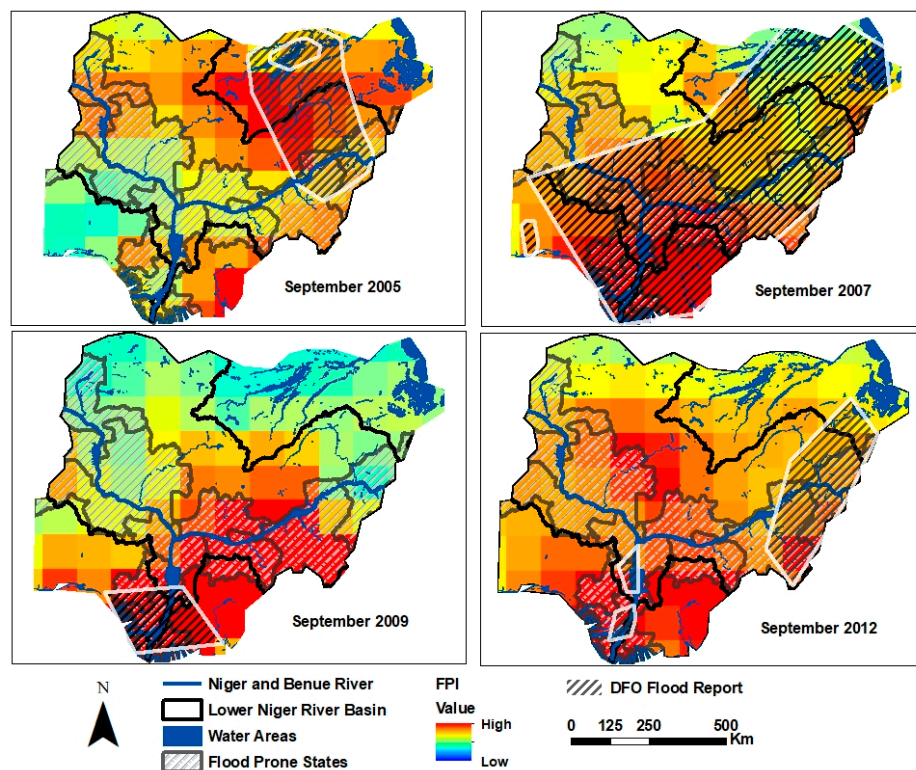 September 2005
September 2007
September 2009
September 2012
N
Niger and Benue River
Lower Niger River Basin
Water Areas
Flood Prone States
FPI
Value
High
Low
DFO Flood Report
0 125 250 500
Km